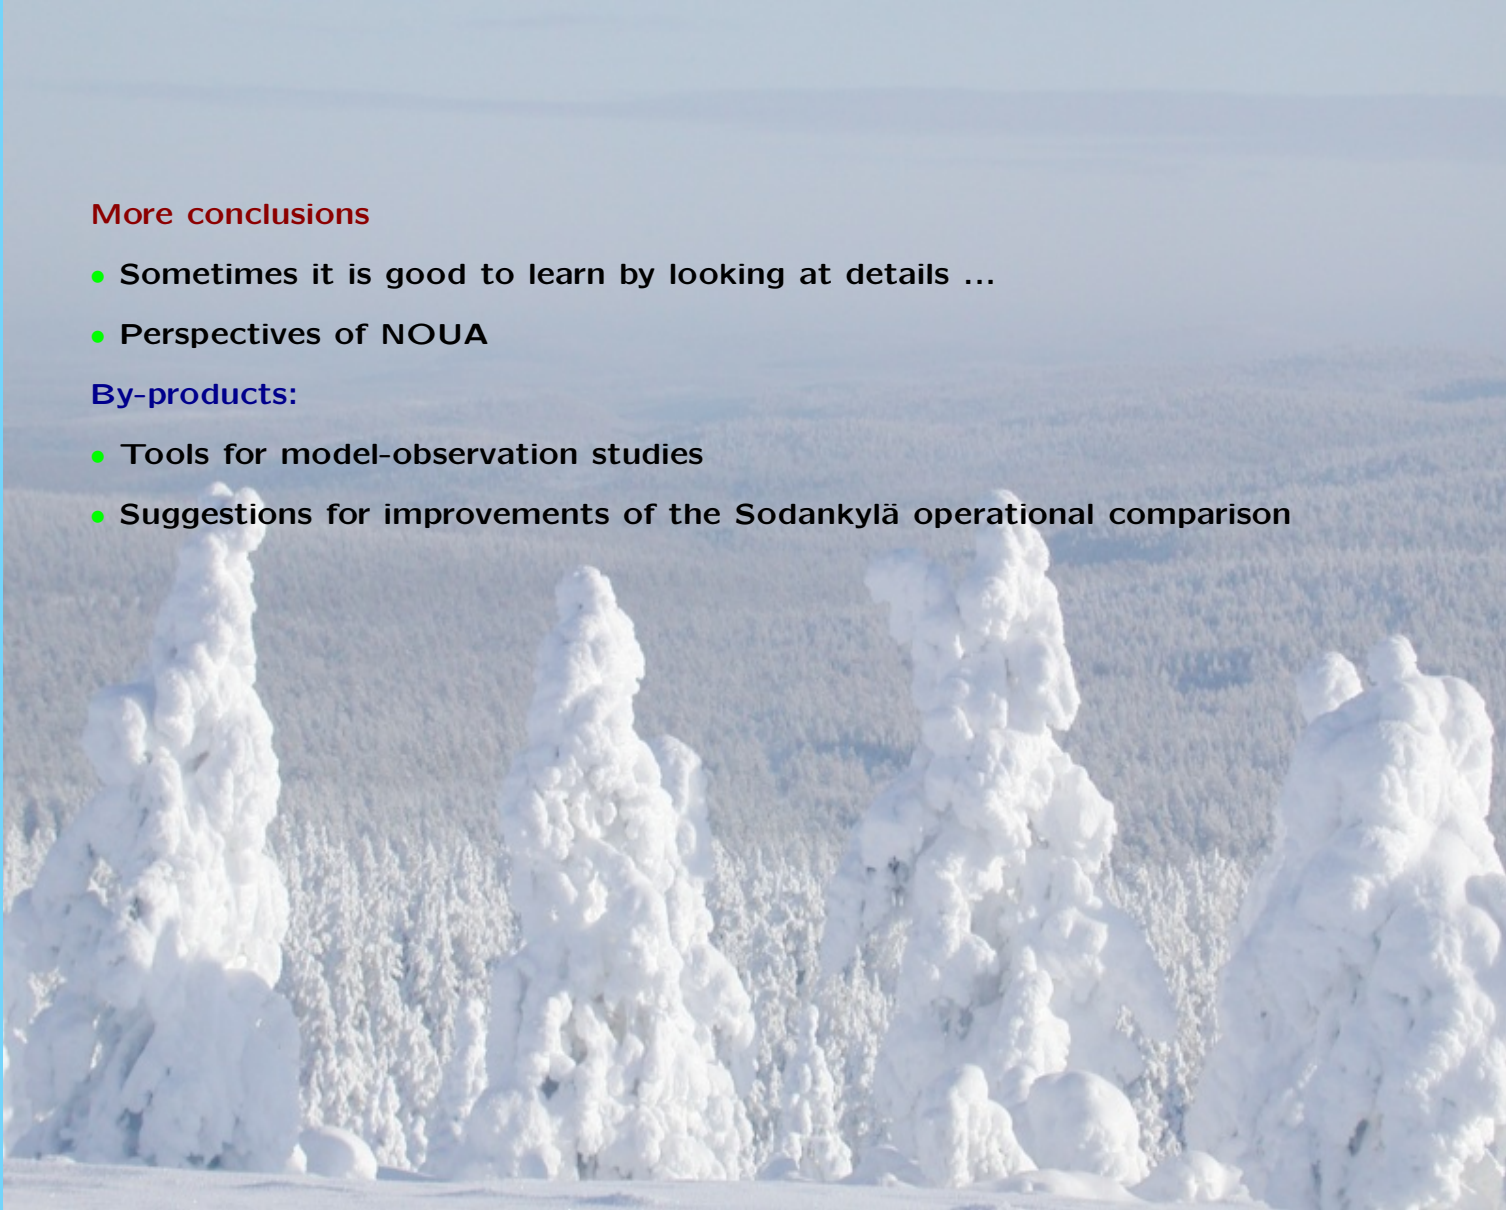 More conclusions
• Sometimes it is good to learn by looking at details ...
• Perspectives of NOUA
By-products:
• Tools for model-observation studies
• Suggestions for improvements of the Sodankylä operational comparison